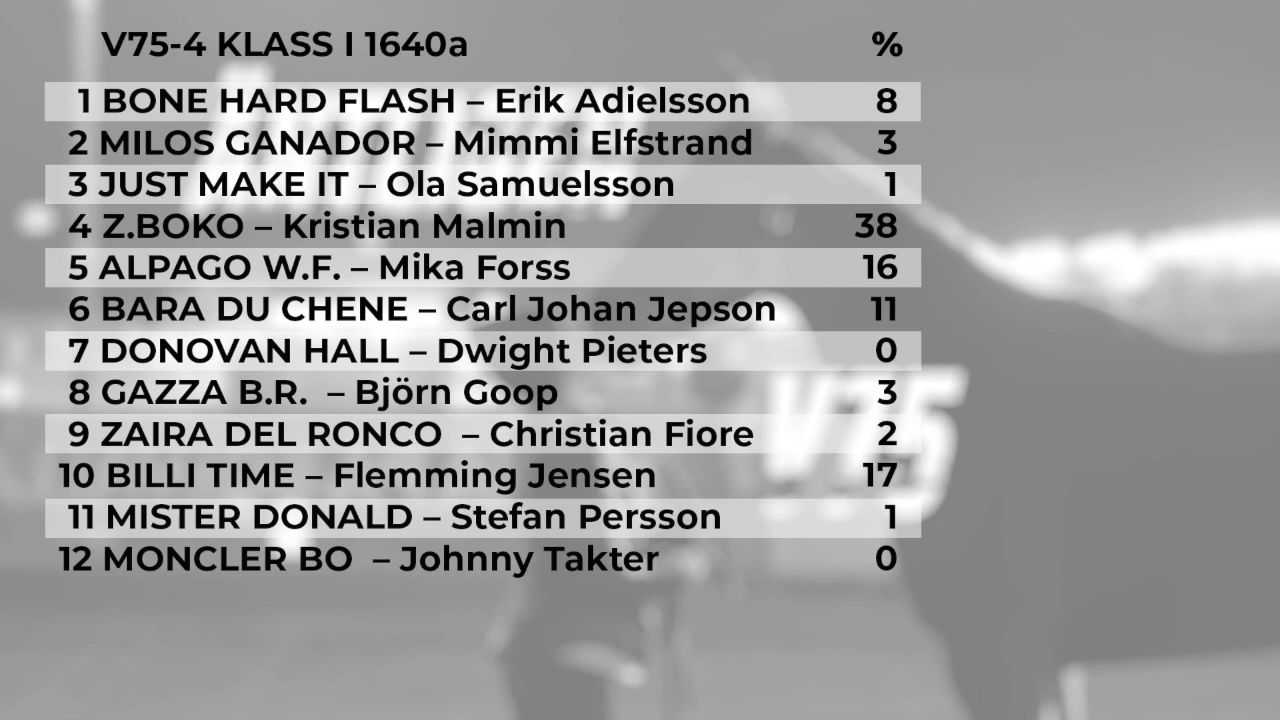 V75-4 KLASS I 1640a %
1 BONE HARD FLASH – Erik Adielsson 8
2 MILOS GANADOR – Mimmi Elfstrand 3
3 JUST MAKE IT – Ola Samuelsson 1
4 Z.BOKO – Kristian Malmin 38
5 ALPAGO W.F. – Mika Forss 16
6 BARA DU CHENE – Carl Johan Jepson 11
7 DONOVAN HALL – Dwight Pieters 0
8 GAZZA B.R. – Björn Goop 3
9 ZAIRA DEL RONCO – Christian Fiore 2
10 BILLI TIME – Flemming Jensen 17
11 MISTER DONALD – Stefan Persson 1
12 MONCLER BO – Johnny Takter 0
V75